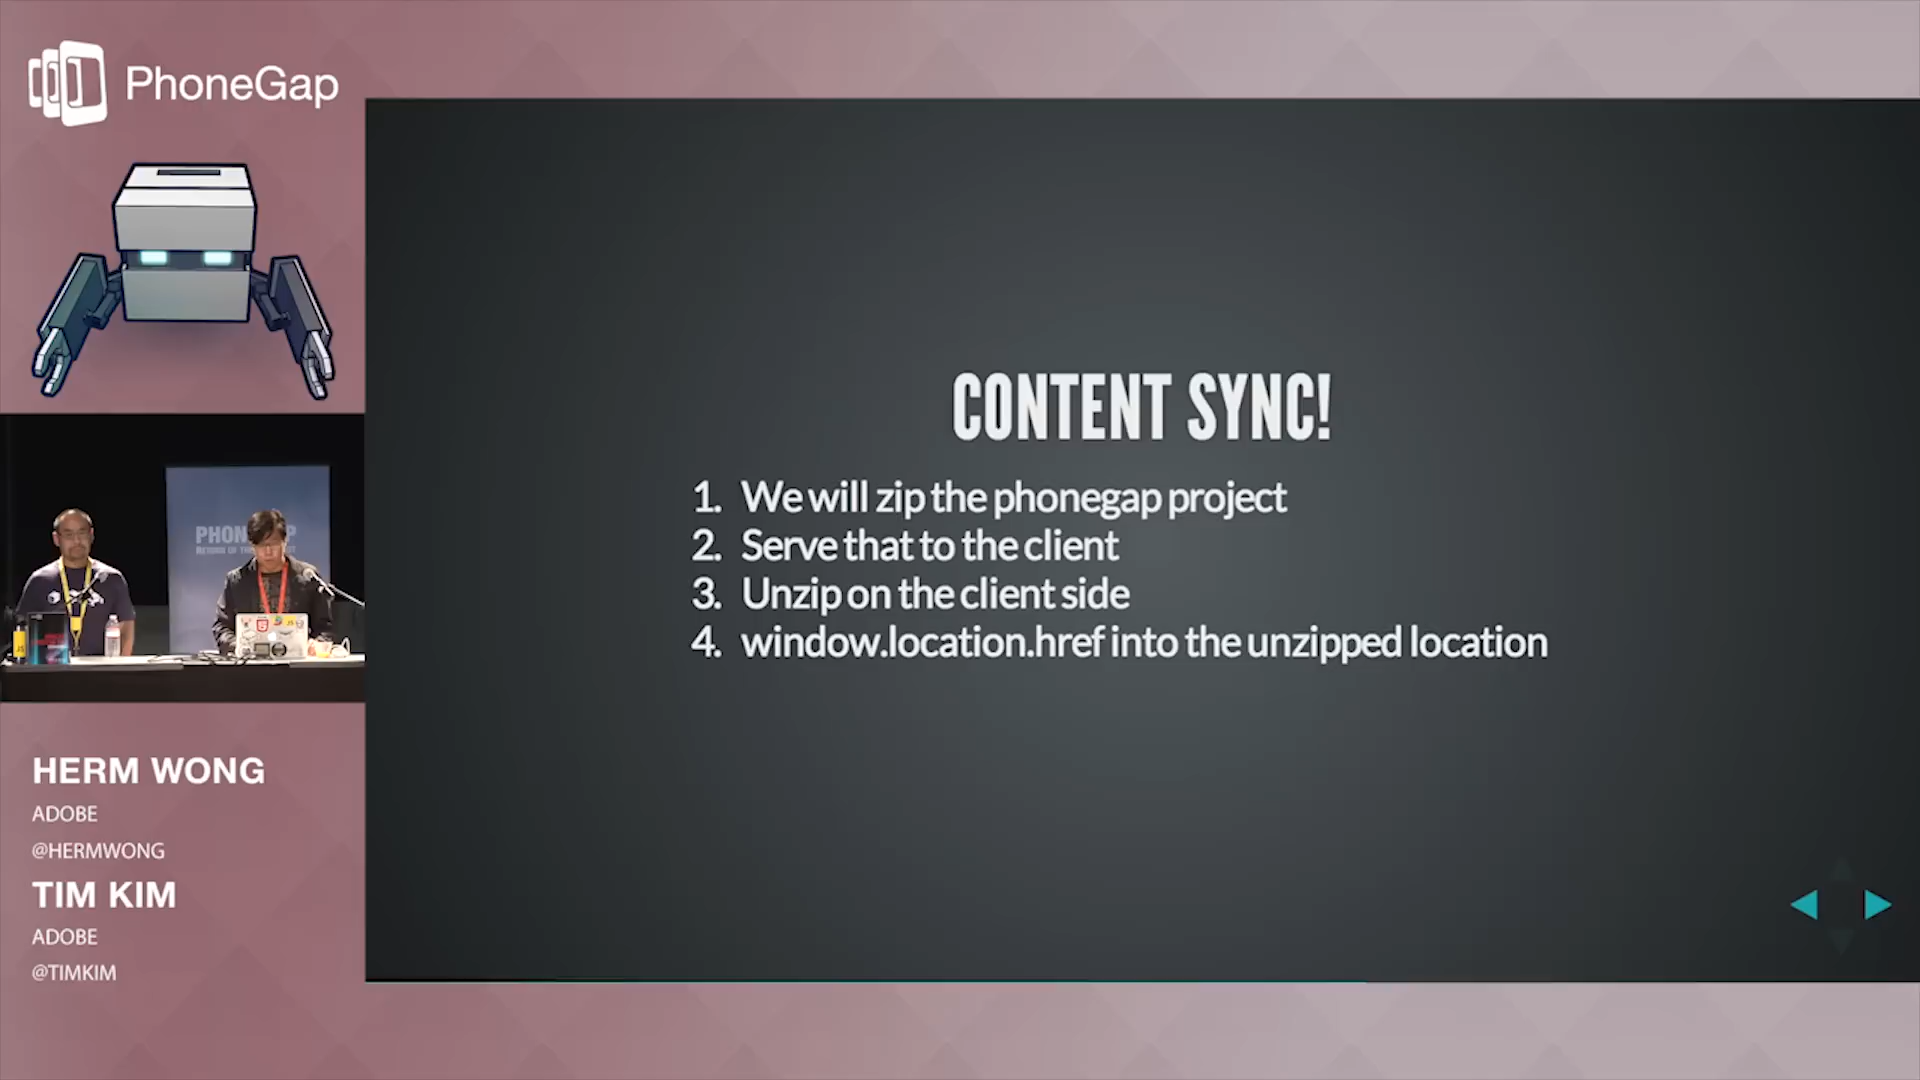 PhoneGap
CONTENT SYNC!
1. We will zip the phonegap project
2. Serve that to the client
3. Unzip on the client side
4. window.location.href into the unzipped location
HERM WONG
ADOBE
@HERMWONG
TIM KIM
ADOBE
@TIMKIM